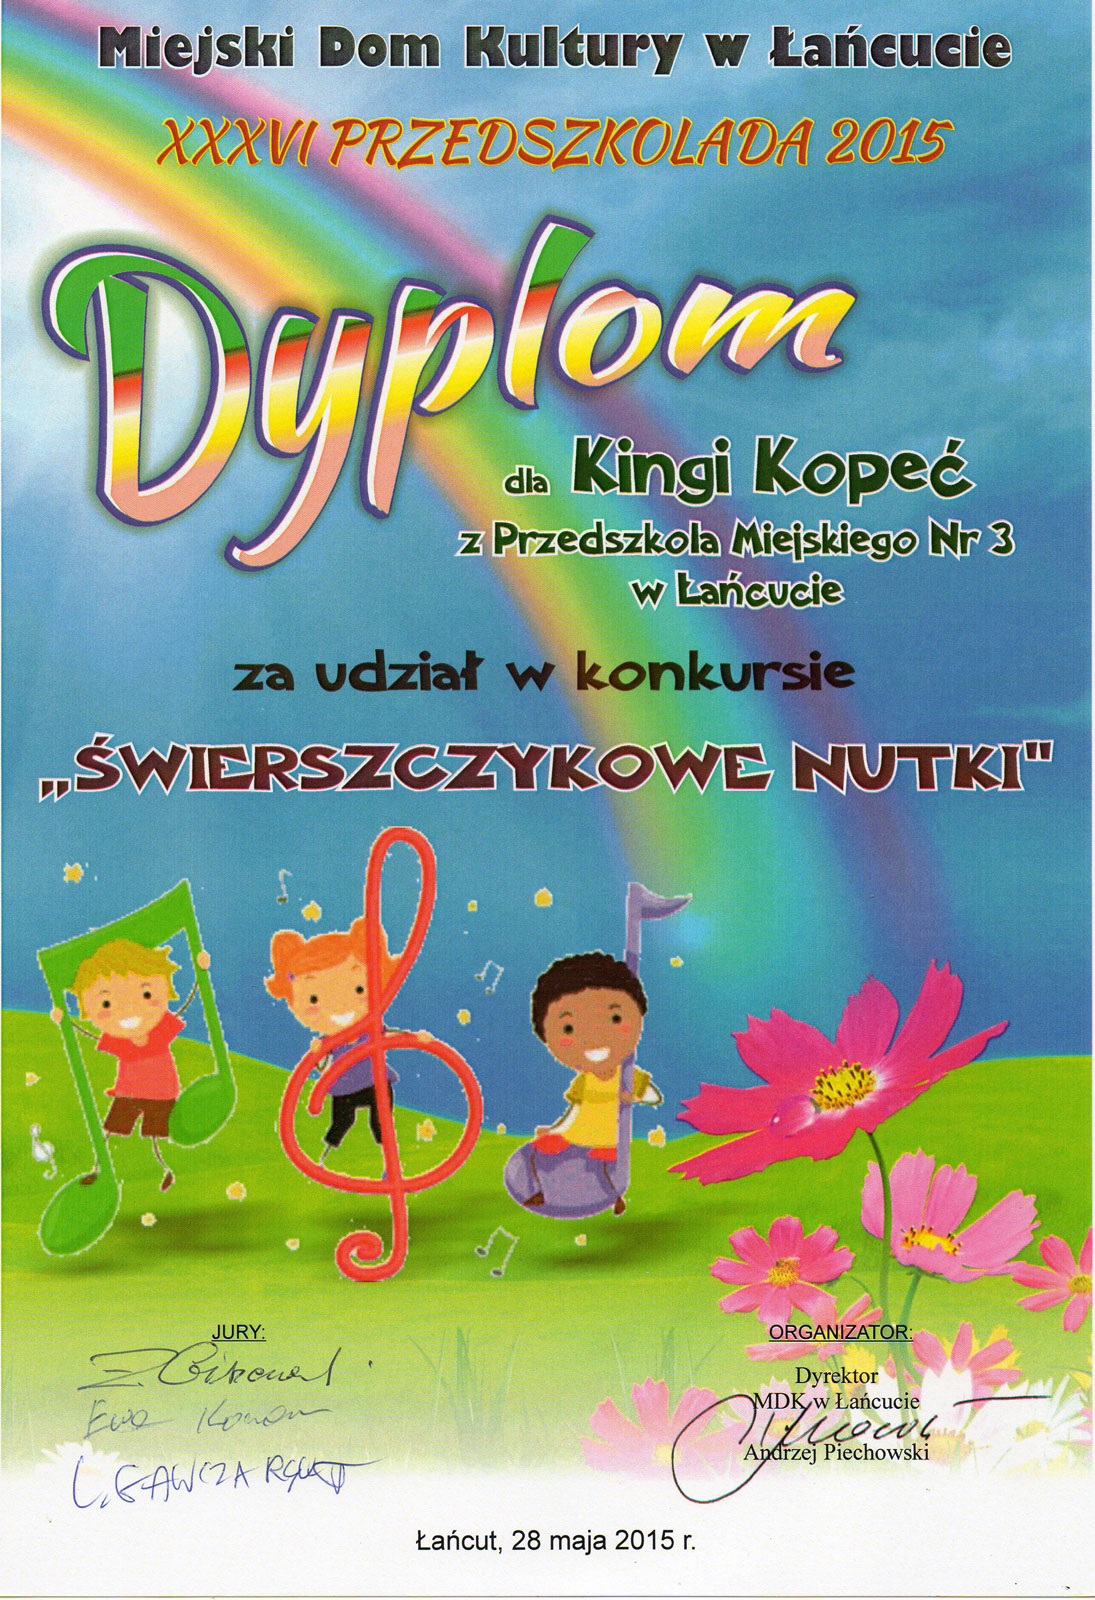 Miejski Dom Kultury w Łańcucie
XXXVI PRZEDSZKOLADA 2015
Dyplom
dla Kingi Kopeć
z Przedszkola Miejskiego Nr 3
w Łańcucie
za udział w konkursie
„ŚWIERSZCZYKOWE NUTKI"
JURY:
Ewa
ORGANIZATOR:
Dyrektor
MDK w Łańcucie
Andrzej Piechowski
Łańcut, 28 maja 2015 r.